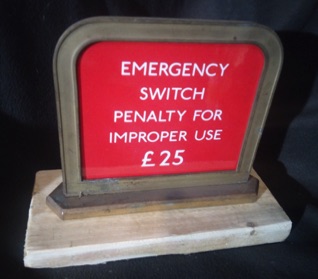 EMERGENCY
SWITCH
PENALTY FOR
IMPROPER USE
£25